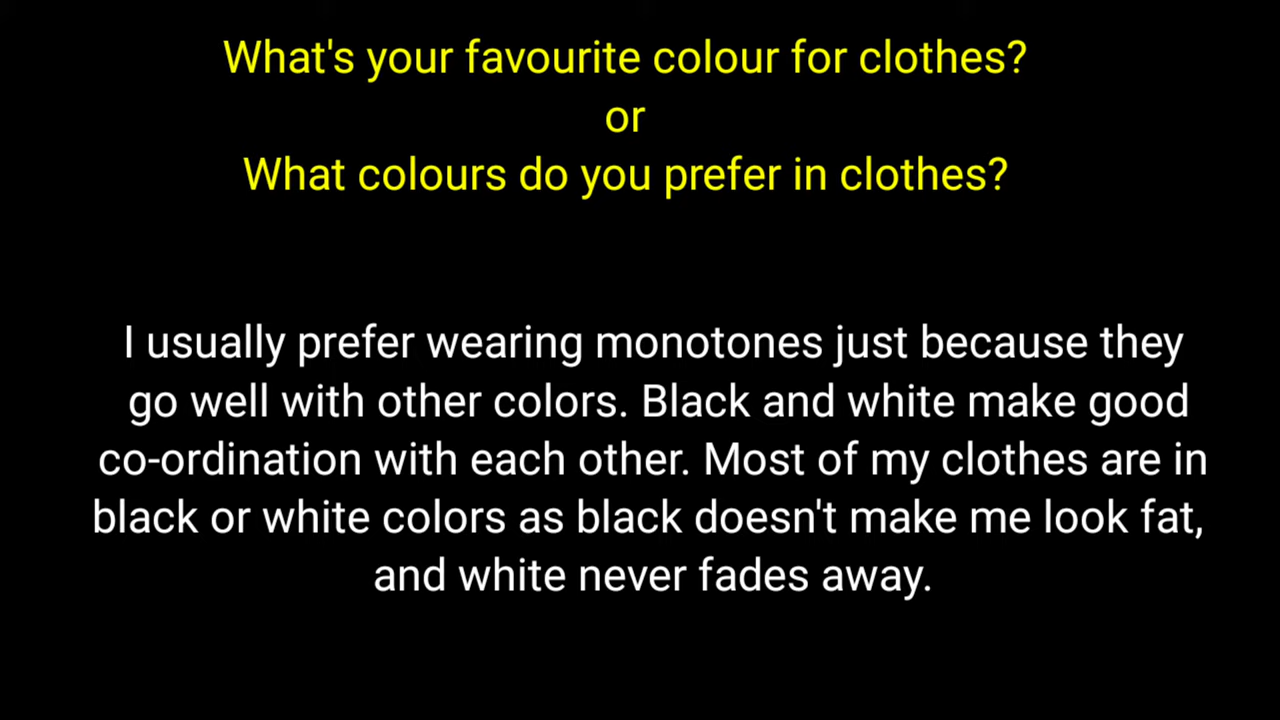 What's your favourite colour for clothes?
or
What colours do you prefer in clothes?
I usually prefer wearing monotones just because they
go well with other colors. Black and white make good
co-ordination with each other. Most of my clothes are in
black or white colors as black doesn't make me look fat,
and white never fades away.